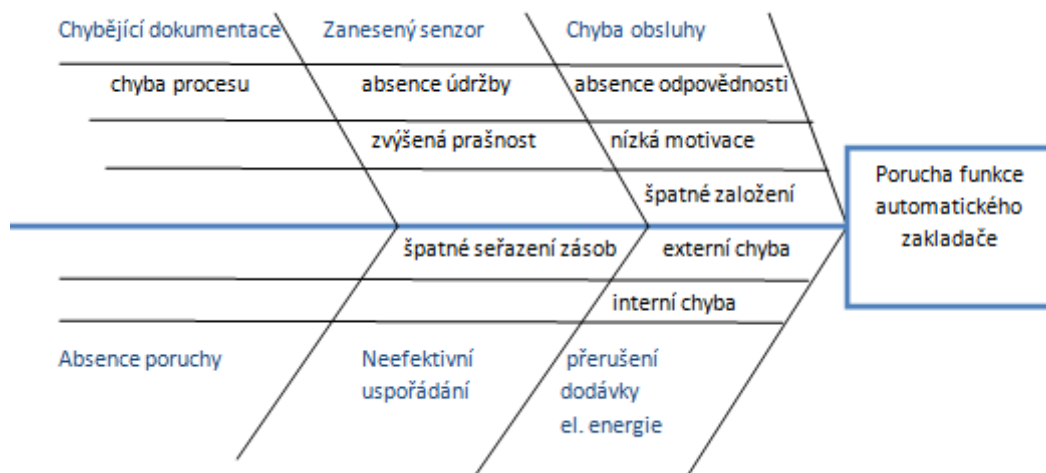 Chybějící dokumentace
Zanesený senzor
Chyba obsluhy
chyba procesu
absence údržby
absence odpovědnosti
zvýšená prašnost
nízká motivace
špatné založení
Porucha funkce
automatického
zakladače
špatné seřazení zásob
externí chyba
interní chyba
Absence poruchy
Neefektivní
uspořádání
přerušení
dodávky
el. energie